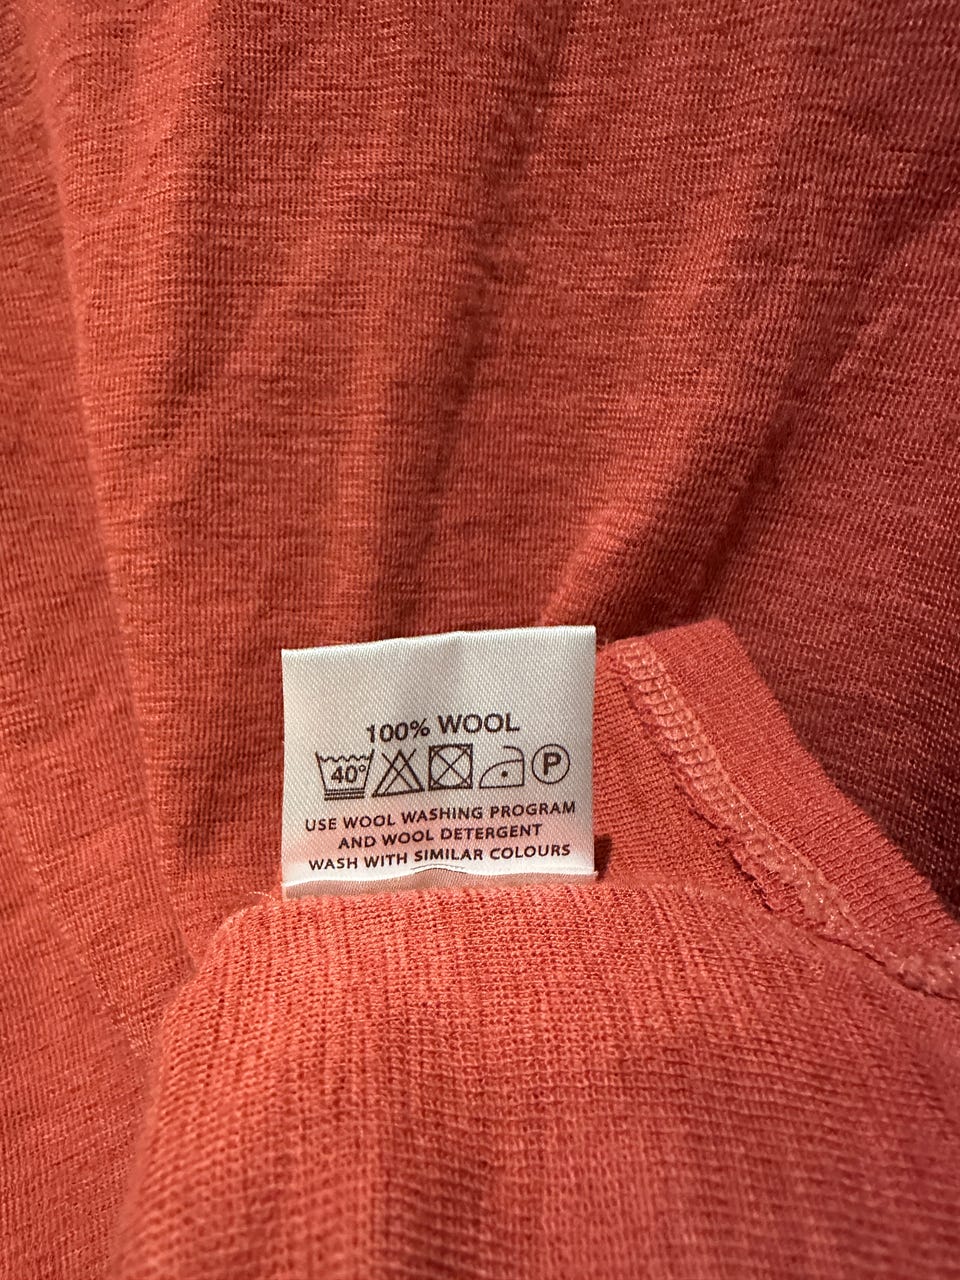 100% WOOL
40° P
USE WOOL WASHING PROGRAM
AND WOOL DETERGENT
WASH WITH SIMILAR COLOURS